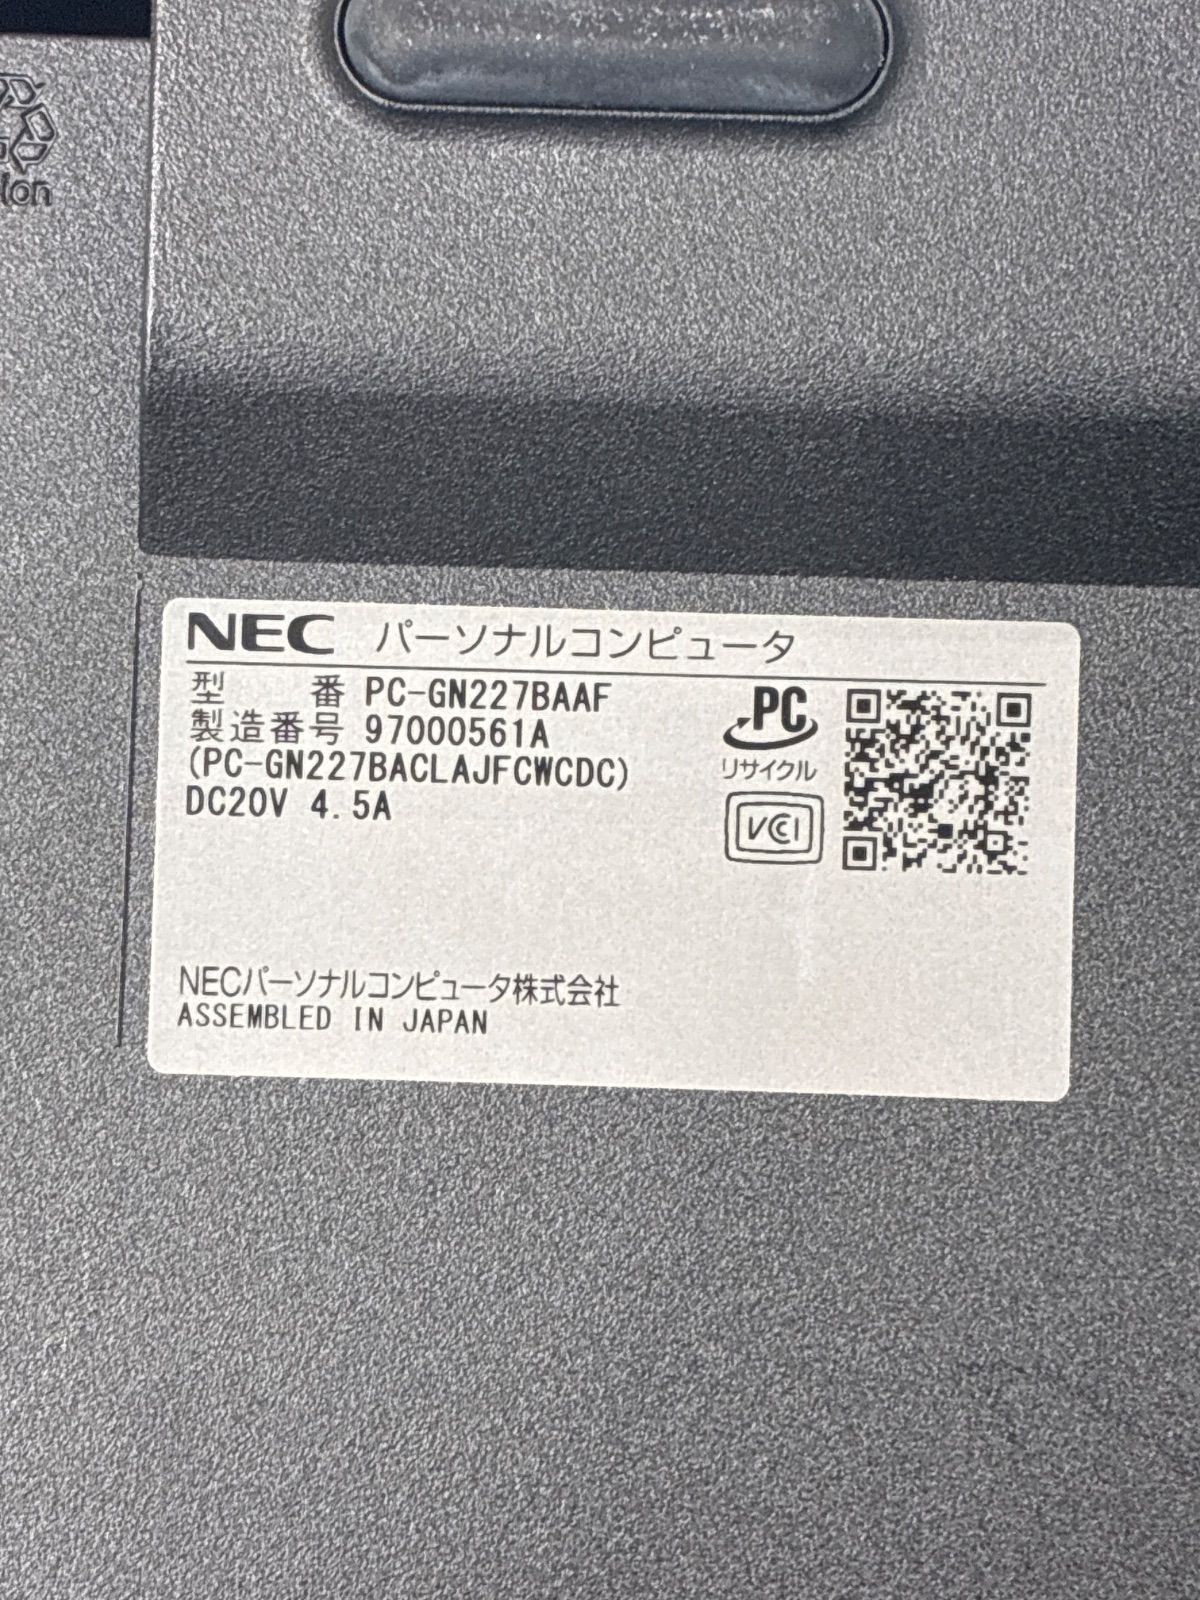 Ion
NEC パーソナルコンピュータ
型 番 PC-GN227BAAF
製造番号 97000561A
(PC-GN227BACLAJFCWCDC)
DC20V 4.5A
PC
リサイクル
VCCI
NECパーソナルコンピュータ株式会社
ASSEMBLED IN JAPAN